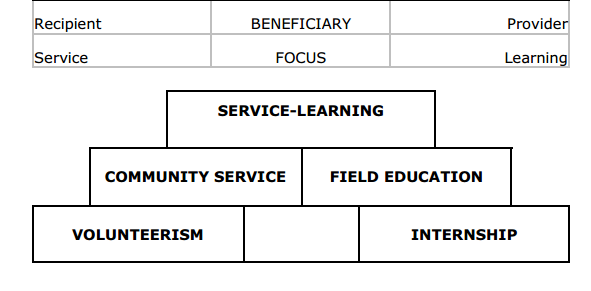 Recipient BENEFICIARY Provider
Service FOCUS Learning
SERVICE-LEARNING
COMMUNITY SERVICE FIELD EDUCATION
VOLUNTEERISM INTERNSHIP